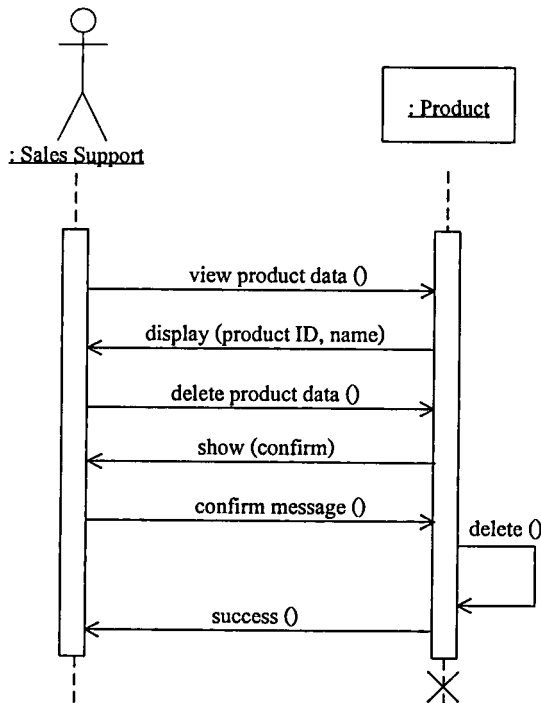 : Product
: Sales Support
view product data ()
display (product ID, name)
delete product data ()
show (confirm)
confirm message ()
delete ()
success ()